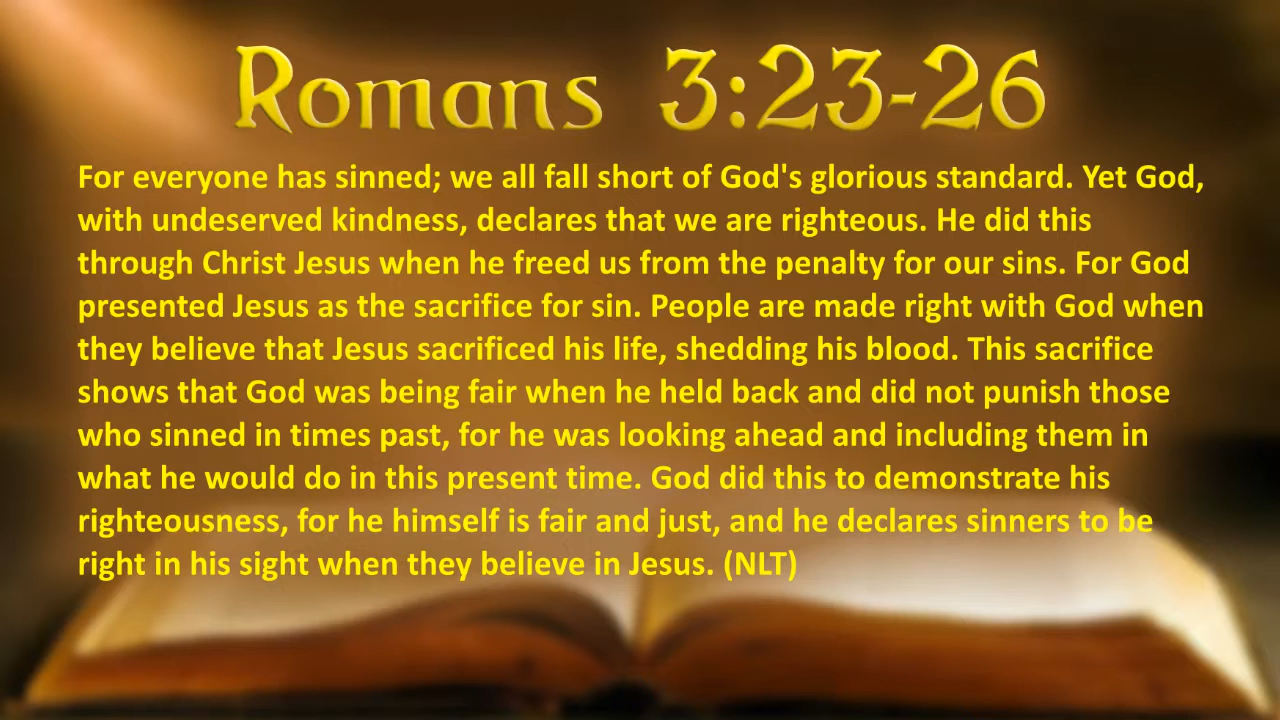 Romans 3:23-26
For everyone has sinned; we all fall short of God's glorious standard. Yet God,
with undeserved kindness, declares that we are righteous. He did this
through Christ Jesus when he freed us from the penalty for our sins. For God
presented Jesus as the sacrifice for sin. People are made right with God when
they believe that Jesus sacrificed his life, shedding his blood. This sacrifice
shows that God was being fair when he held back and did not punish those
who sinned in times past, for he was looking ahead and including them in
what he would do in this present time. God did this to demonstrate his
righteousness, for he himself is fair and just, and he declares sinners to be
right in his sight when they believe in Jesus. (NLT)